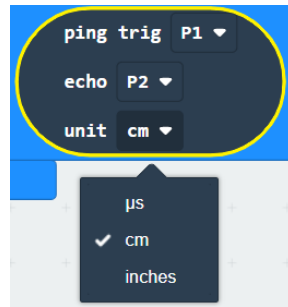 ping trig P1
echo P2
unit cm
μs
cm
inches